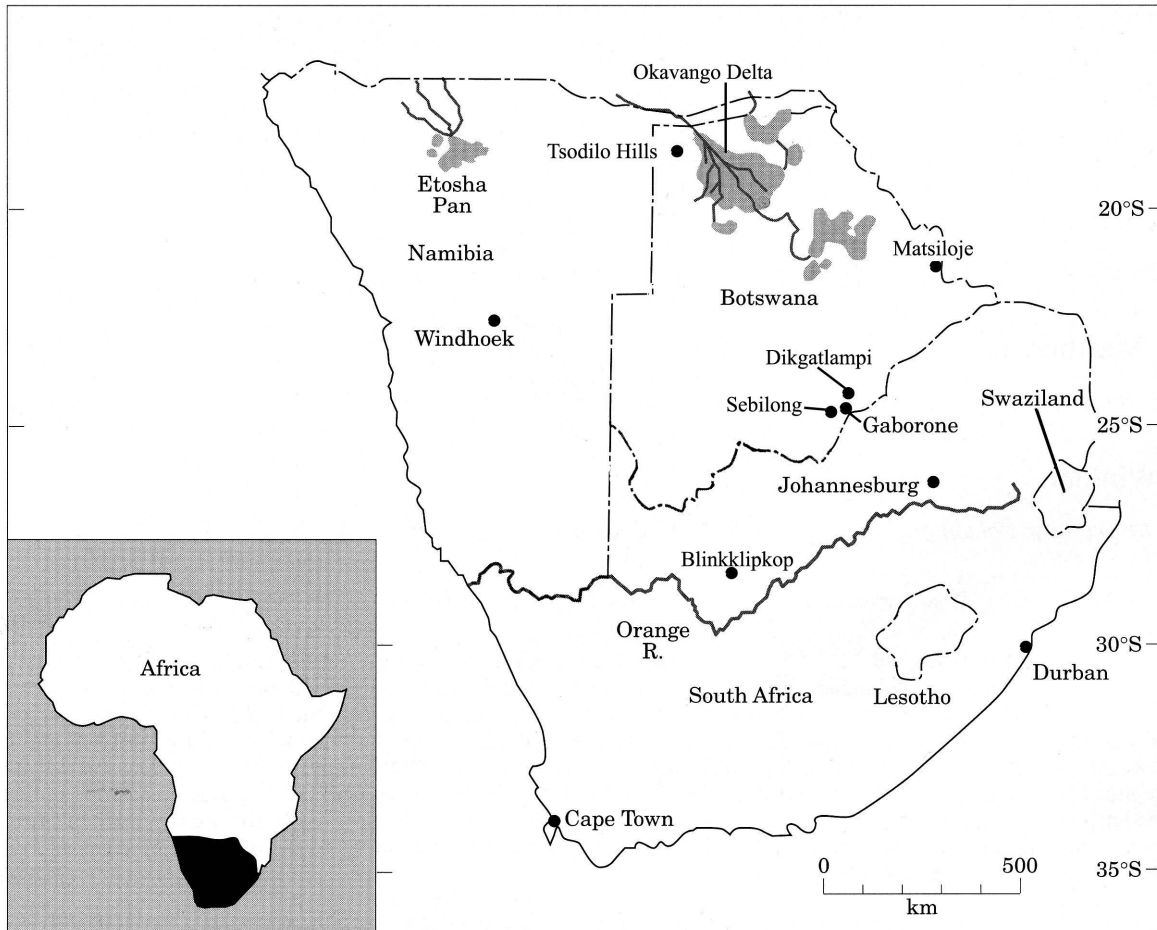 Okavango Delta
Tsodilo Hills
Etosha
Pan
20°S
Namibia
Matsiloje
Botswana
Windhoek
Dikgatlampi
Swaziland
Sebilong
Gaborone
25°S
Johannesburg
Blinkklipkop
Orange
R.
30°S
Africa
Durban
South Africa
Lesotho
Cape Town
0
500
km
35°S